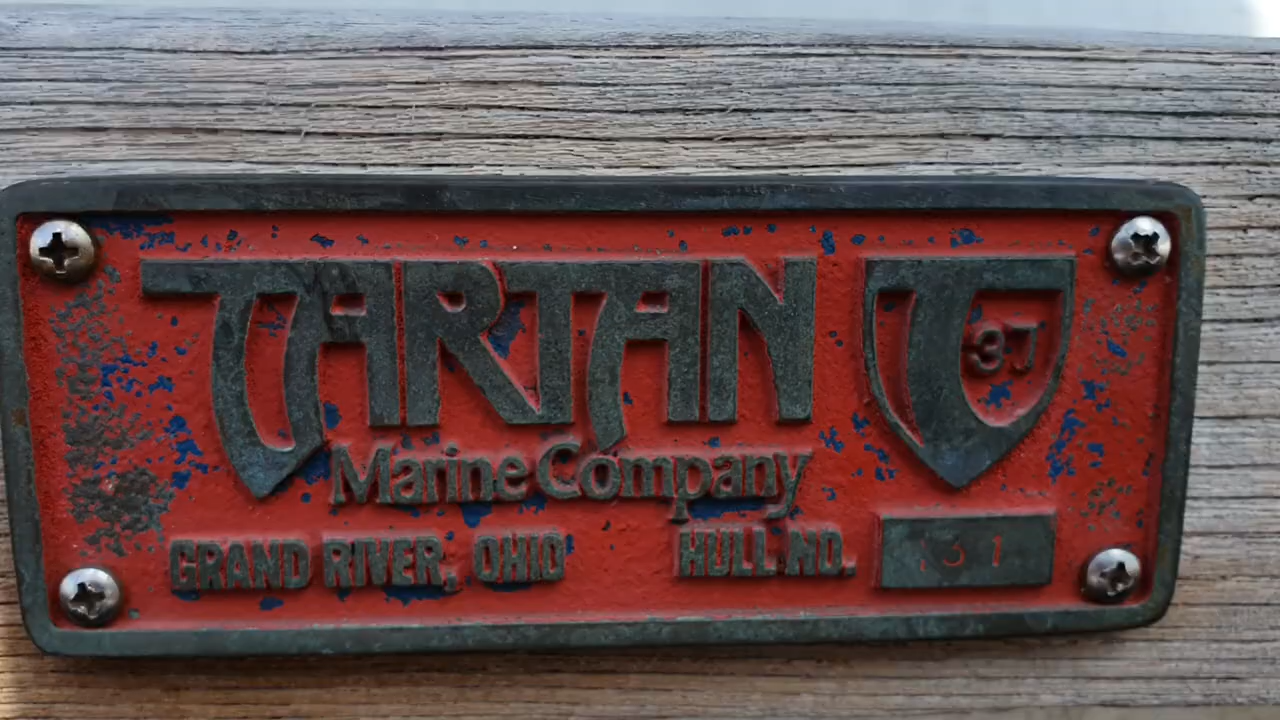 TARTAN
37
Marine Company
GRAND RIVER, OHIO
HULL.NO.